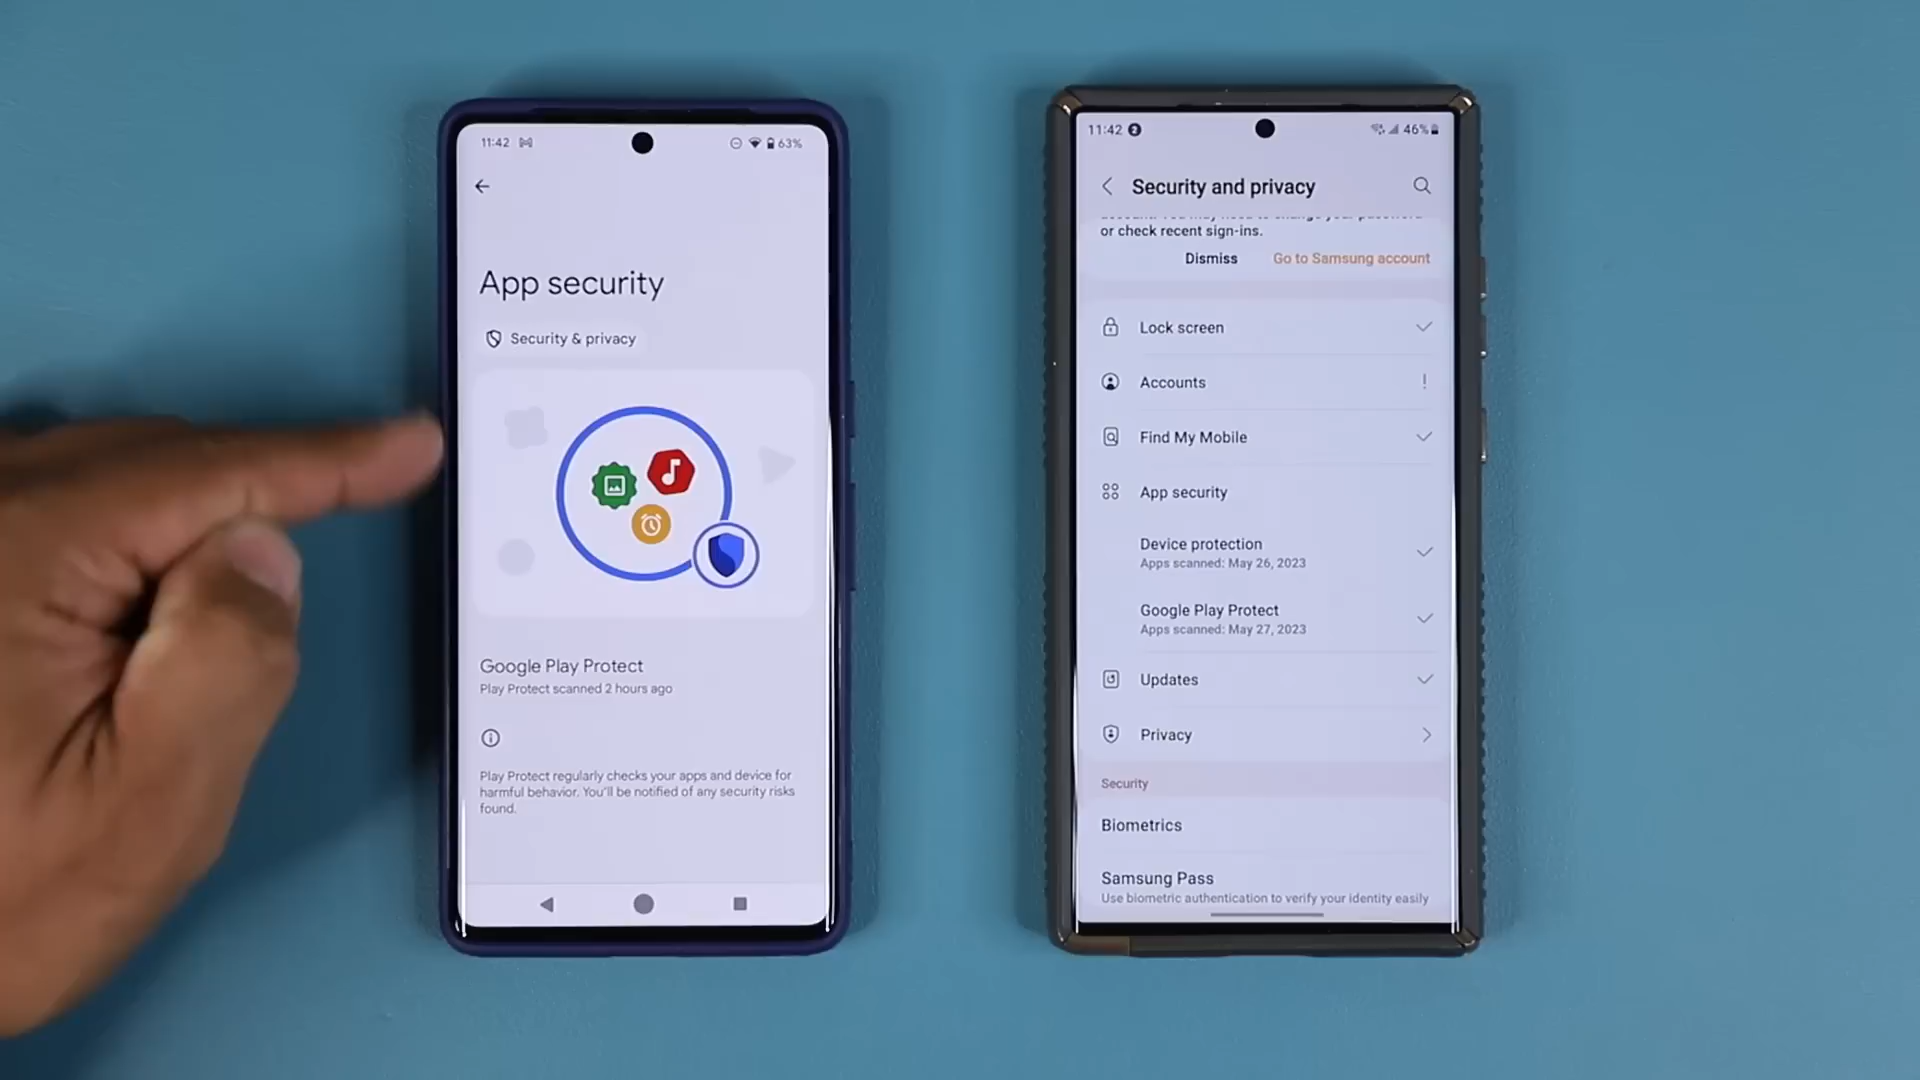 11:42
63%
App security
Security & privacy
Google Play Protect
Play Protect scanned 2 hours ago
Play Protect regularly checks your apps and device for
harmful behavior. You'll be notified of any security risks
found.
11:42 2
46%
Security and privacy
or check recent sign-ins.
Dismiss
Go to Samsung account
Lock screen
Accounts
Find My Mobile
App security
Device protection
Apps scanned: May 26, 2023
Google Play Protect
Apps scanned: May 27, 2023
Updates
Privacy
Security
Biometrics
Samsung Pass
Use biometric authentication to verify your identity easily